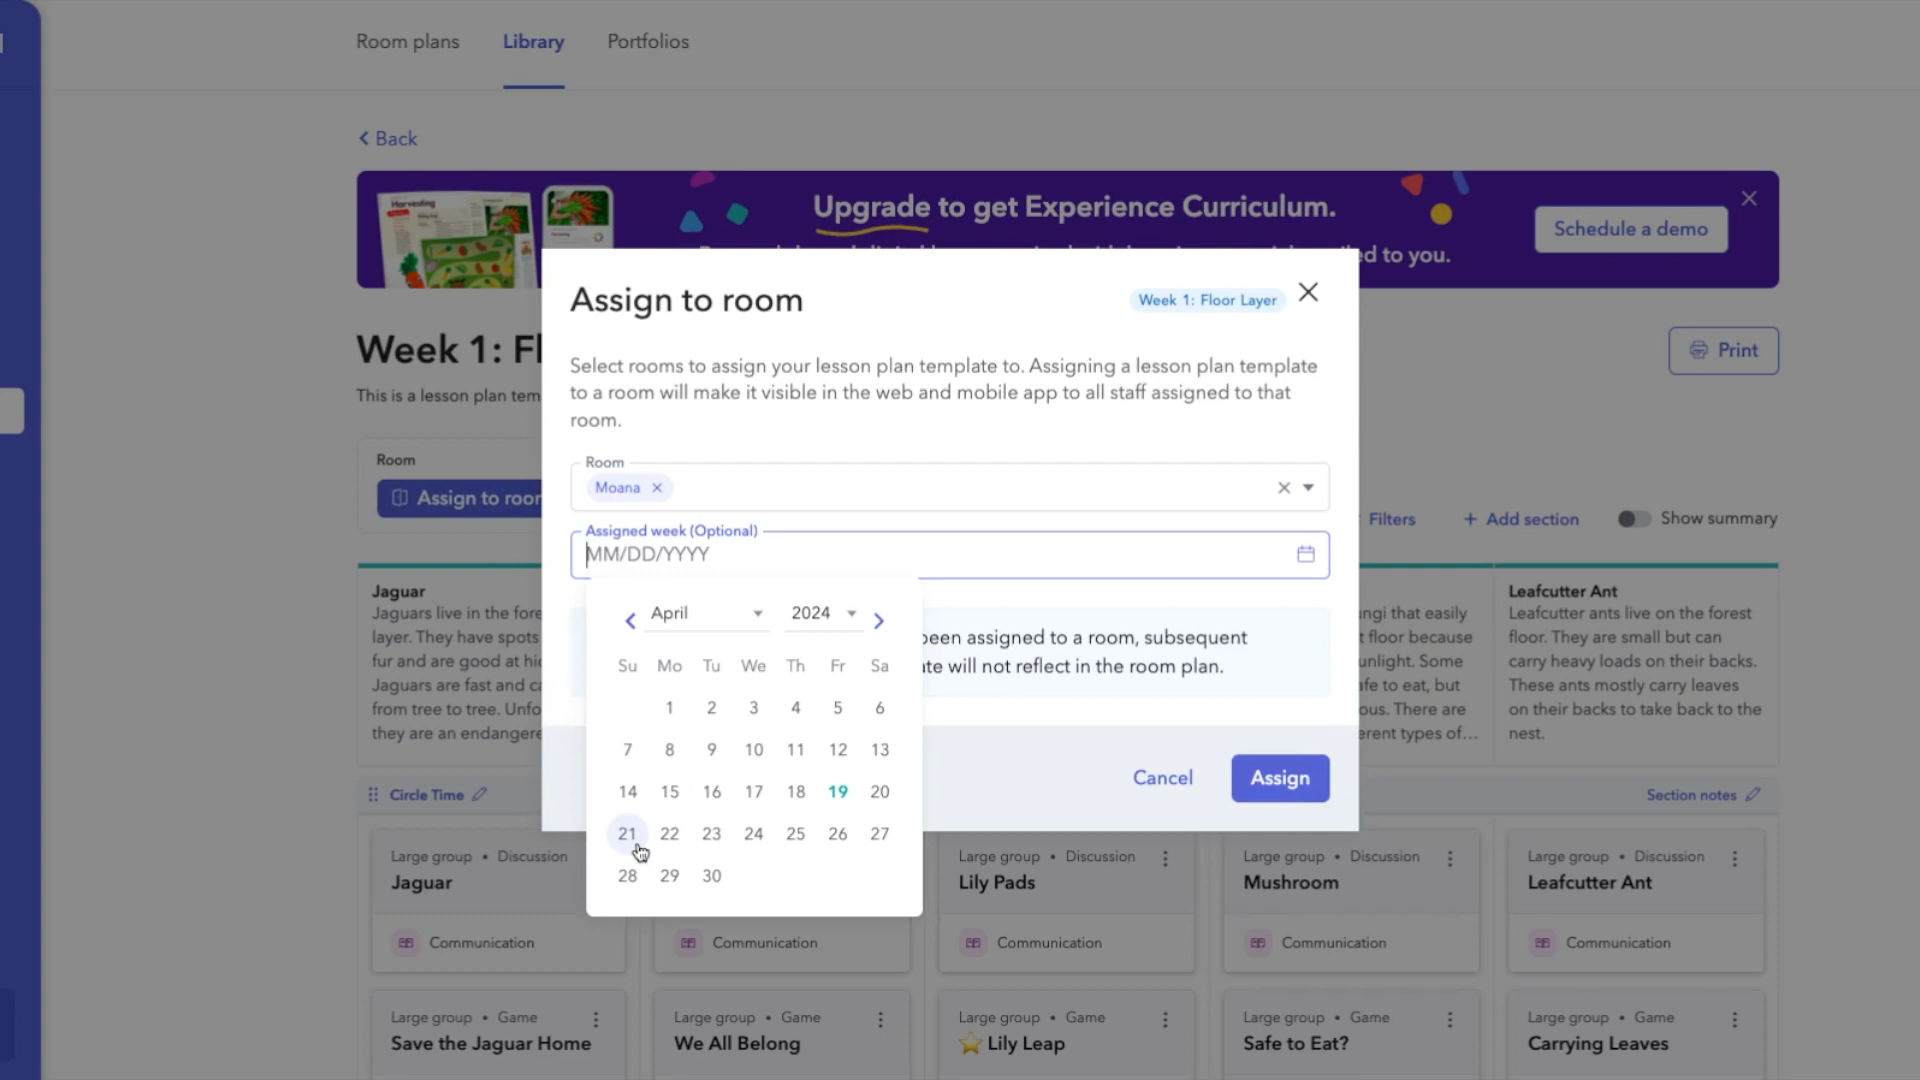 Room plans
Library
Portfolios
Back
Harvesting
Upgrade to get Experience Curriculum.
ed to you.
Schedule a demo
Week 1: Fl
This is a lesson plan tem
Print
Assign to room
Week 1: Floor Layer
Select rooms to assign your lesson plan template to. Assigning a lesson plan template
to a room will make it visible in the web and mobile app to all staff assigned to that
room.
Room
Assign to roor
Room
Moana
Assigned week (Optional)
MM/DD/YYYY
Filters
+ Add section
Show summary
April 2024
Su Mo Tu We Th Fr Sa
1 2 3 4 5 6
7 8 9 10 11 12 13
14 15 16 17 18 19 20
21 22 23 24 25 26 27
28 29 30
been assigned to a room, subsequent
te will not reflect in the room plan.
Cancel
Assign
Jaguar
Jaguars live in the fore
layer. They have spots
fur and are good at hid
Jaguars are fast and ca
from tree to tree. Unfo
they are an endangere
ngi that easily
t floor because
unlight. Some
fe to eat, but
ous. There are
erent types of...
Leafcutter Ant
Leafcutter ants live on the forest
floor. They are small but can
carry heavy loads on their backs.
These ants mostly carry leaves
on their backs to take back to the
nest.
Circle Time
Section notes
Large group • Discussion
Jaguar
Communication
Communication
Large group • Discussion
Lily Pads
Communication
Large group • Discussion
Mushroom
Communication
Large group • Discussion
Leafcutter Ant
Communication
Large group • Game
Save the Jaguar Home
Large group • Game
We All Belong
Large group • Game
⭐ Lily Leap
Large group • Game
Safe to Eat?
Large group • Game
Carrying Leaves